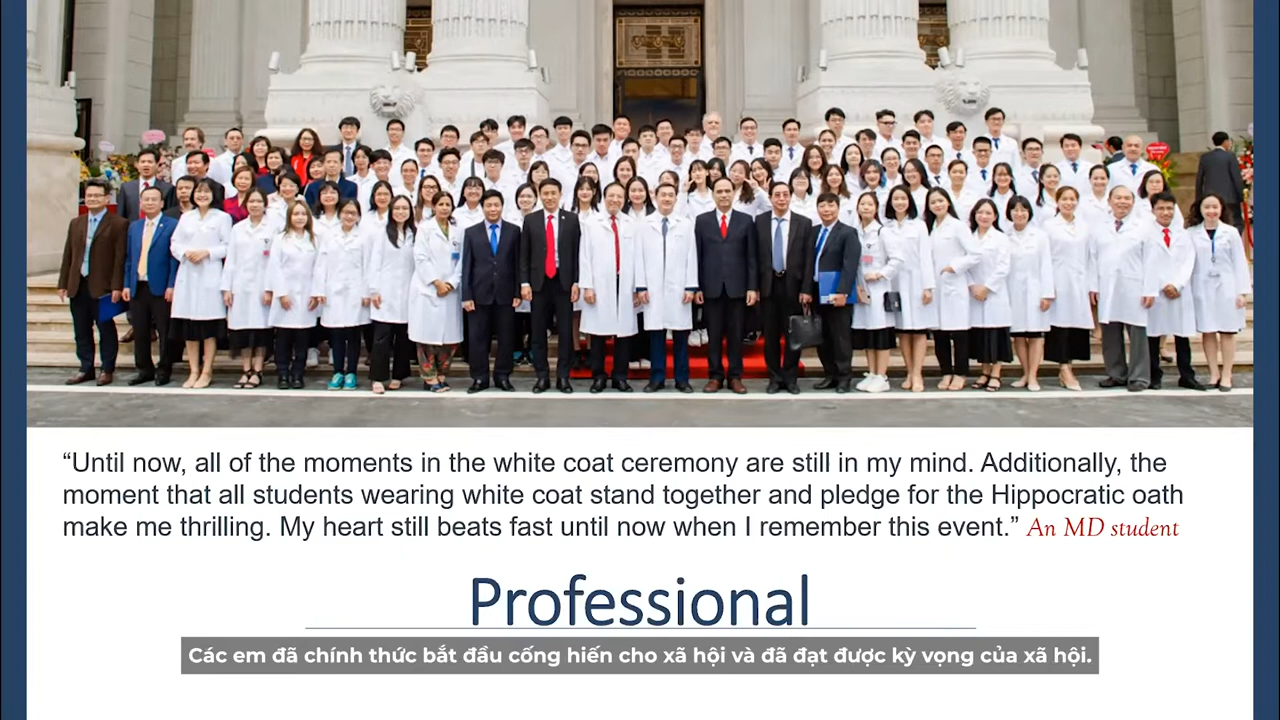 “Until now, all of the moments in the white coat ceremony are still in my mind. Additionally, the
moment that all students wearing white coat stand together and pledge for the Hippocratic oath
make me thrilling. My heart still beats fast until now when I remember this event.” An MD student
Professional
Các em đã chính thức bắt đầu cống hiến cho xã hội và đã đạt được kỳ vọng của xã hội.